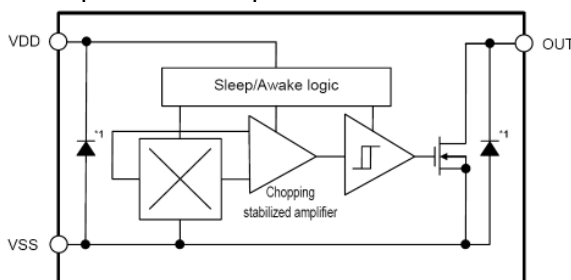 VDD
OUT
Sleep/Awake logic
*1
*1
Chopping
stabilized amplifier
VSS